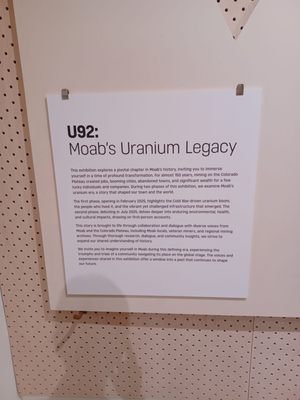 U92:
Moab's Uranium Legacy
This exhibition explores a pivotal chapter in Moab's history, inviting you to immerse
yourself in a time of profound transformation. For almost 150 years, mining on the Colorado
Plateau created jobs, booming cities, abandoned towns, and significant wealth for a few
lucky individuals and companies. During two phases of this exhibition, we examine Moab's
uranium era, a story that shaped our town and the world.
The first phase, opening in February 2025, highlights the Cold War-driven uranium boom,
the people who lived it, and the vibrant yet challenged infrastructure that emerged. The
second phase, debuting in July 2025, delves deeper into enduring environmental, health,
and cultural impacts, drawing on first-person accounts.
This story is brought to life through collaboration and dialogue with diverse voices from
Moab and the Colorado Plateau, including Moab locals, veteran miners, and regional mining
archives. Through thorough research, dialogue, and community insights, we strive to
expand our shared understanding of history.
We invite you to imagine yourself in Moab during this defining era, experiencing the
triumphs and trials of a community navigating its place on the global stage. The voices and
experiences shared in this exhibition offer a window into a past that continues to shape
our future.